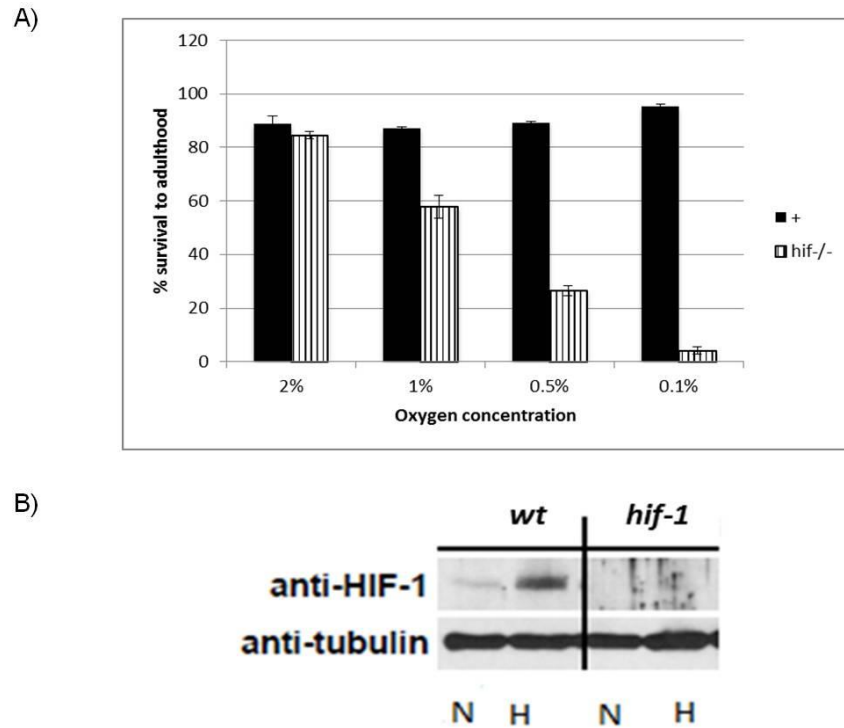 A)
120
100
80
60
40
20
0
% survival to adulthood
2% 1% 0.5% 0.1%
Oxygen concentration
+
hif-/-
B)
wt hif-1
anti-HIF-1
anti-tubulin
N H N H